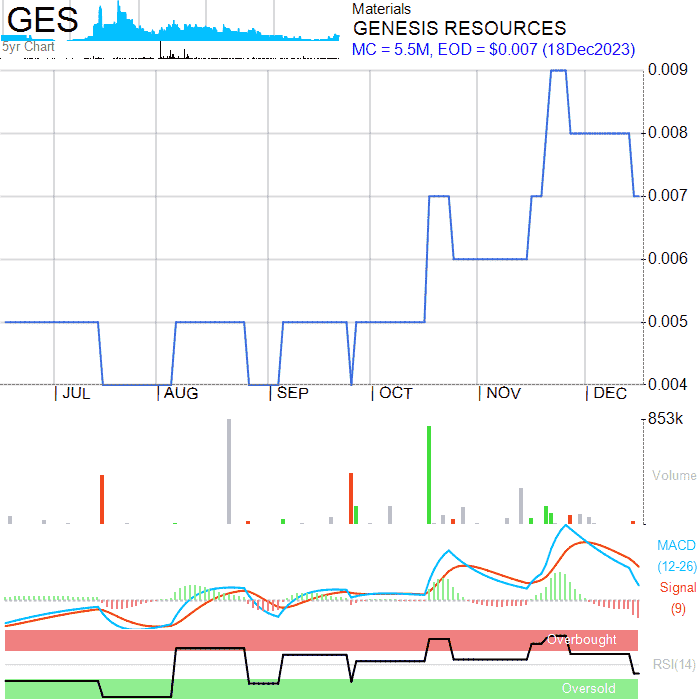 GES
5yr Chart
Materials
GENESIS RESOURCES
MC = 5.5M, EOD = $0.007 (18Dec2023)
0.009
0.008
0.007
0.006
0.005
0.004
JUL AUG SEP OCT NOV DEC
853k
Volume
MACD
(12-26)
Signal
(9)
Overbought
RSI(14)
Oversold